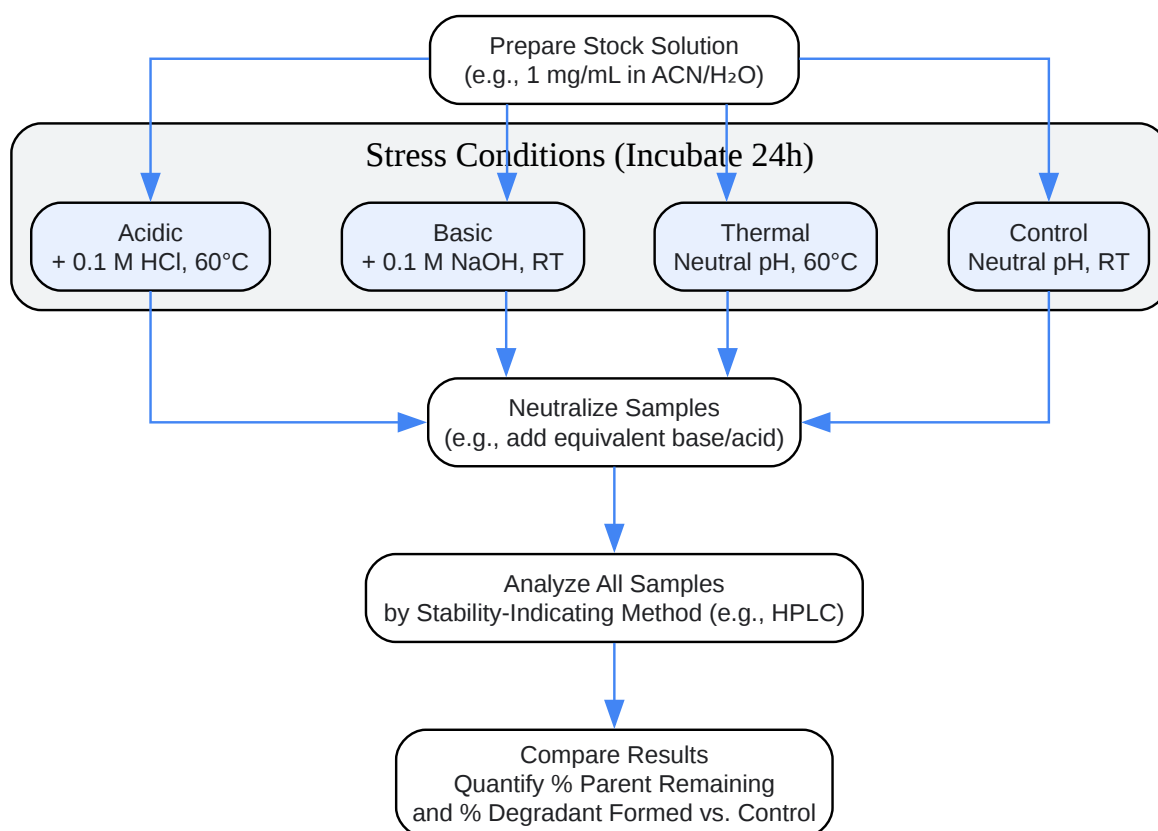 Prepare Stock Solution
(e.g., 1 mg/mL in ACN/H₂O)
Stress Conditions (Incubate 24h)
Acidic
+ 0.1 M HCl, 60°C
Basic
+ 0.1 M NaOH, RT
Thermal
Neutral pH, 60°C
Control
Neutral pH, RT
Neutralize Samples
(e.g., add equivalent base/acid)
Analyze All Samples
by Stability-Indicating Method (e.g., HPLC)
Compare Results
Quantify % Parent Remaining
and % Degradant Formed vs. Control